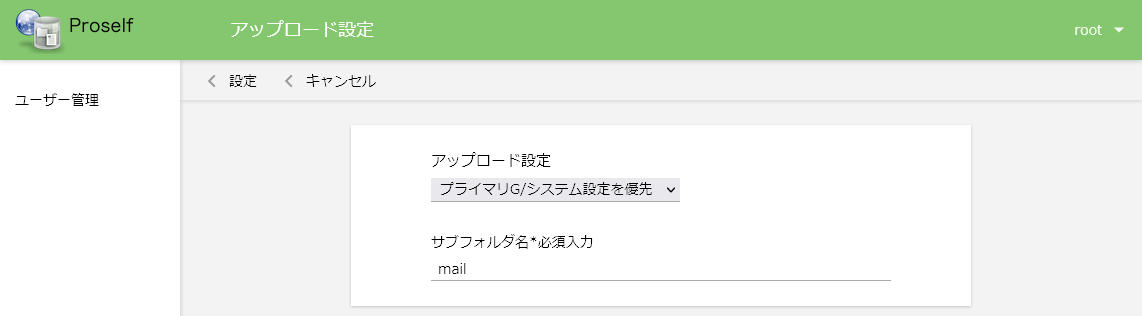 Proself
アップロード設定
root
ユーザー管理
設定
キャンセル
アップロード設定
プライマリG/システム設定を優先
サブフォルダ名*必須入力
mail